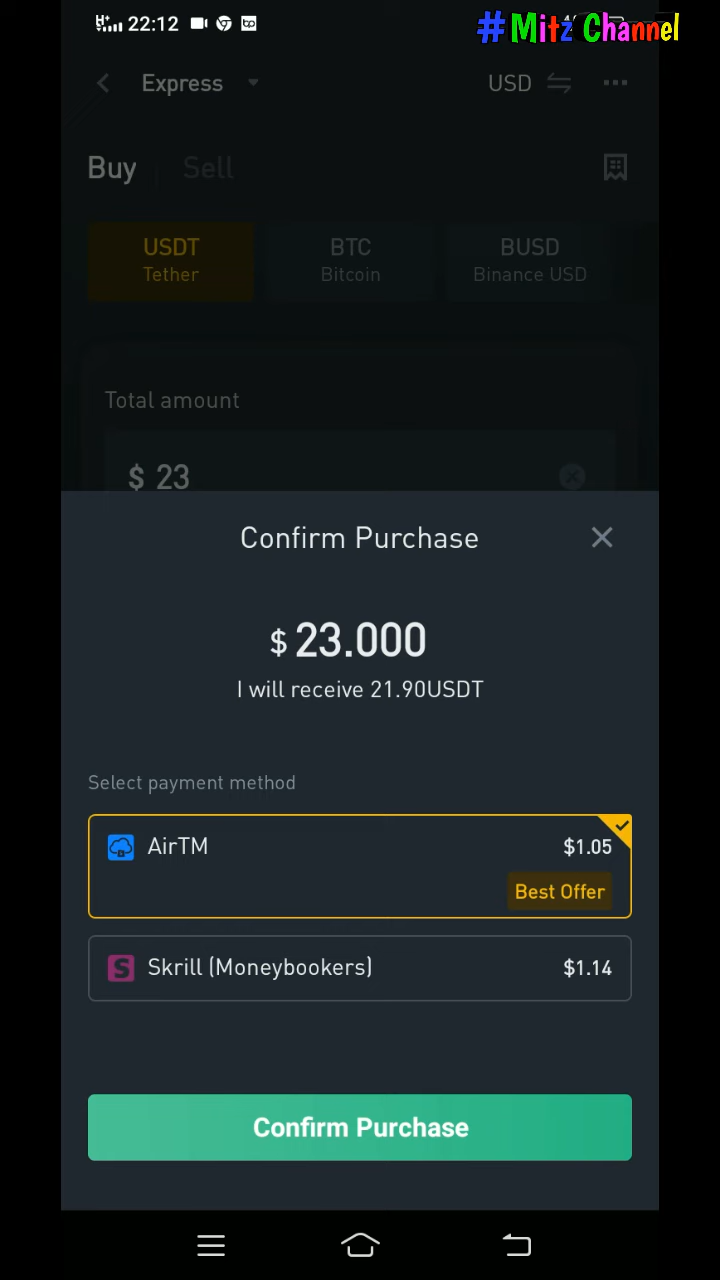 22:12
# Mitz Channel
Express
USD
Buy
Sell
USDT
Tether
BTC
Bitcoin
BUSD
Binance USD
Total amount
$ 23
Confirm Purchase
$ 23.000
I will receive 21.90USDT
Select payment method
AirTM
$1.05
Best Offer
S
Skrill (Moneybookers)
$1.14
Confirm Purchase